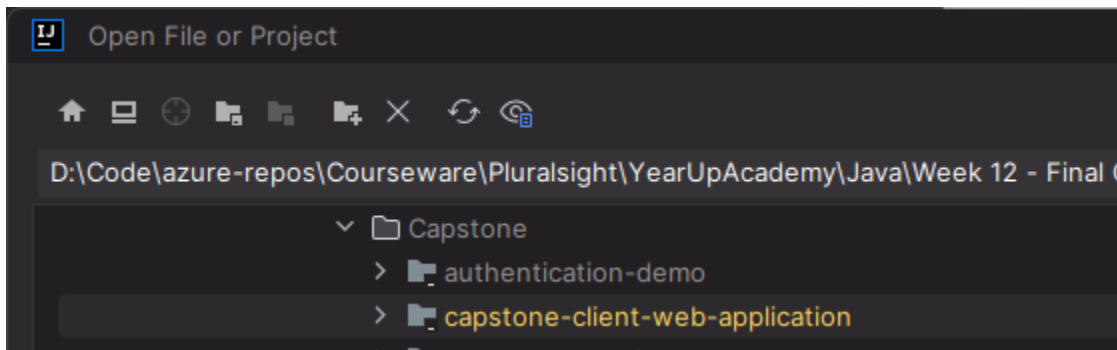 IJ Open File or Project
D:\Code\azure-repos\Courseware\Pluralsight\YearUpAcademy\Java\Week 12 - Final
Capstone
authentication-demo
capstone-client-web-application